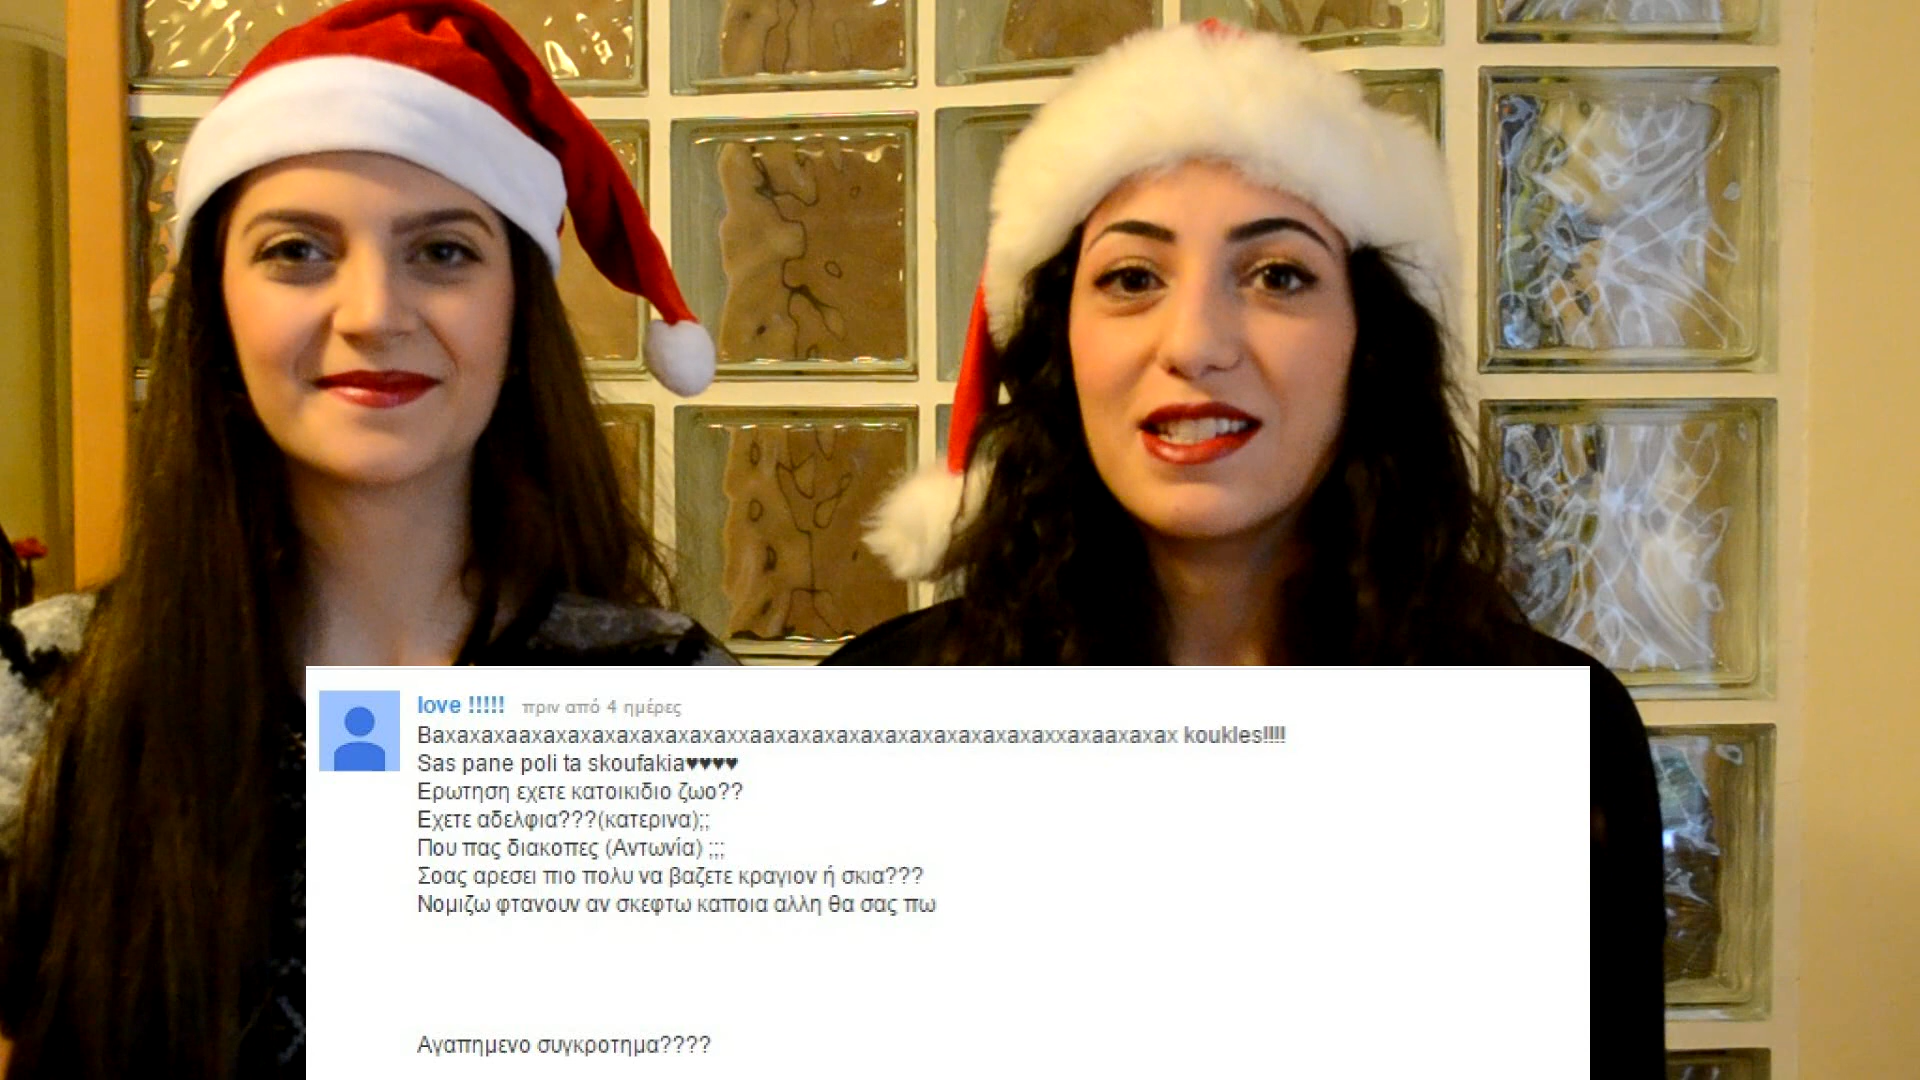 love !!!!! πριν από 4 ημέρες
Βαχαχαχααχαχαχαχαχαχαχαχαχχααχαχαχαχαχαχαχαχαχαχαχαχχαχααχαχαχ koukles!!!!
Sas pane poli ta skoufakia♥♥♥♥
Ερωτηση εχετε κατοικιδιο ζωο??
Εχετε αδελφια???(κατερινα);;
Που πας διακοπες (Αντωνία) ;;;
Σοας αρεσει πιο πολυ να βαζετε κραγιον ή σκια???
Νομιζω φτανουν αν σκεφτω καποια αλλη θα σας πω
Αγαπημενο συγκροτημα????